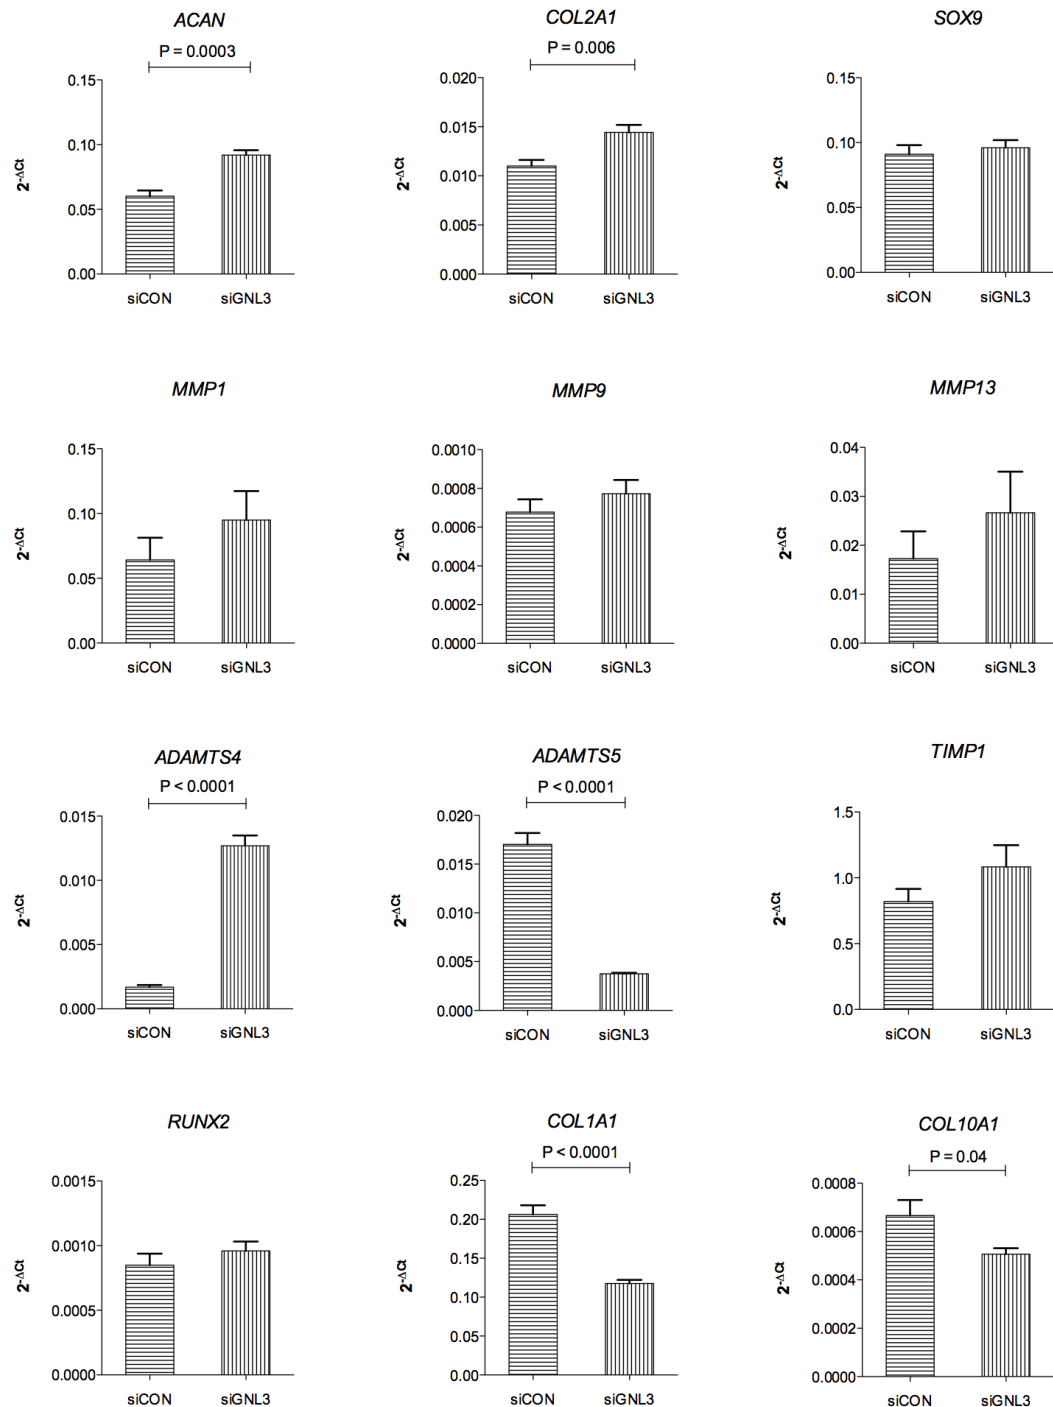 ACAN
P = 0.0003
0.15
0.10
0.05
0.00
2-ΔCt
siCON siGNL3
COL2A1
P = 0.006
0.020
0.015
0.010
0.005
0.000
2-ΔCt
siCON siGNL3
SOX9
0.15
0.10
0.05
0.00
2-ΔCt
siCON siGNL3
MMP1
0.15
0.10
0.05
0.00
2-ΔCt
siCON siGNL3
MMP9
0.0010
0.0008
0.0006
0.0004
0.0002
0.0000
2-ΔCt
siCON siGNL3
MMP13
0.04
0.03
0.02
0.01
0.00
2-ΔCt
siCON siGNL3
ADAMTS4
P < 0.0001
0.015
0.010
0.005
0.000
2-ΔCt
siCON siGNL3
ADAMTS5
P < 0.0001
0.020
0.015
0.010
0.005
0.000
2-ΔCt
siCON siGNL3
TIMP1
1.5
1.0
0.5
0.0
2-ΔCt
siCON siGNL3
RUNX2
0.0015
0.0010
0.0005
0.0000
2-ΔCt
siCON siGNL3
COL1A1
P < 0.0001
0.25
0.20
0.15
0.10
0.05
0.00
2-ΔCt
siCON siGNL3
COL10A1
P = 0.04
0.0008
0.0006
0.0004
0.0002
0.0000
2-ΔCt
siCON siGNL3